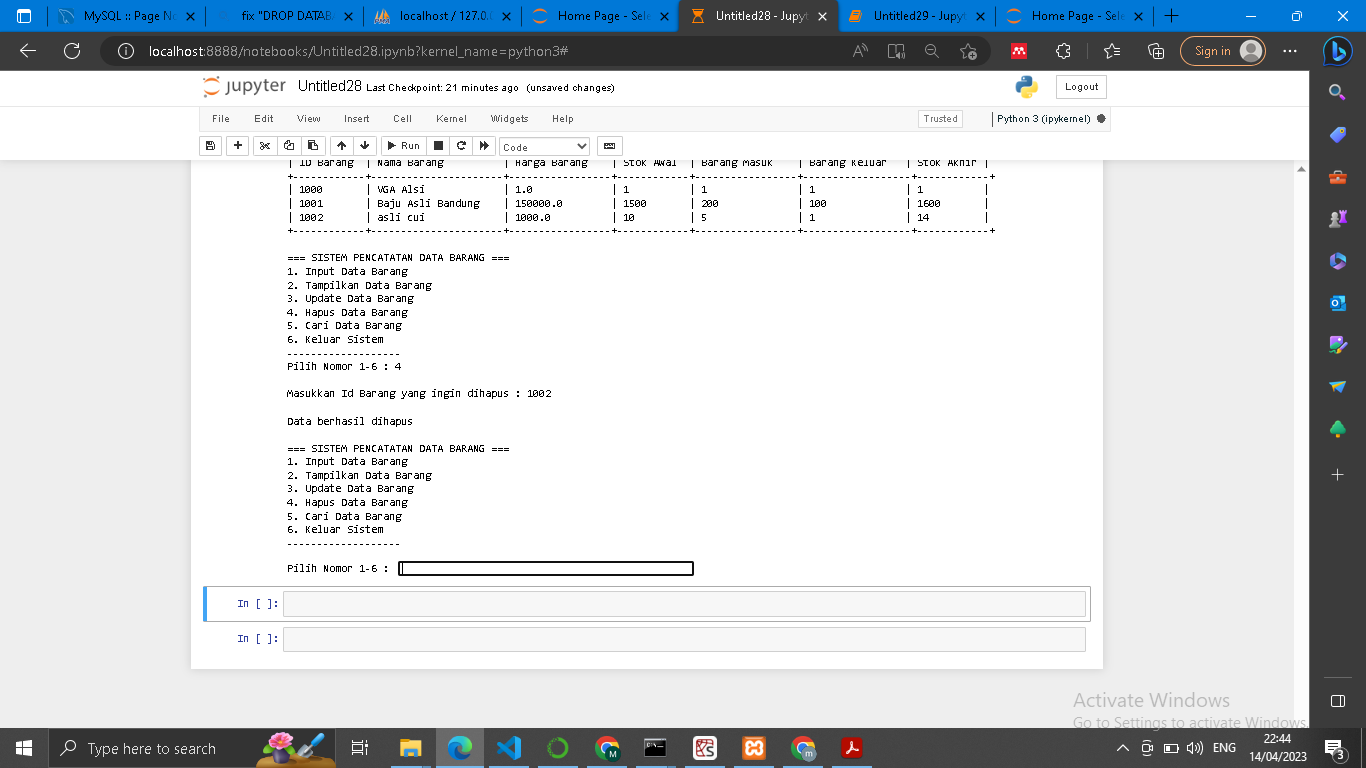 MySQL :: Page No
fix "DROP DATABA
localhost / 127.0.0
Home Page - Sele
Untitled28 - Jupyt
Untitled29 - Jupyt
Home Page - Sele
localhost:8888/notebooks/Untitled28.ipynb?kernel_name=python3#
Sign in
jupyter Untitled28 Last Checkpoint: 21 minutes ago (unsaved changes)
Logout
File Edit View Insert Cell Kernel Widgets Help
Trusted
Python 3 (ipykernel)
Run
Code
| ID Barang | Nama Barang | Harga Barang | Stok Awal | Barang Masuk | Barang Keluar | Stok Akhir |
+------------+----------------------+-----------------+------------+-----------------+------------------+------------+
| 1000 | VGA Alsi | 1.0 | 1 | 1 | 1 | 1 |
| 1001 | Baju Asli Bandung | 150000.0 | 1500 | 200 | 100 | 1600 |
| 1002 | asli cui | 1000.0 | 10 | 5 | 1 | 14 |
+------------+----------------------+-----------------+------------+-----------------+------------------+------------+
=== SISTEM PENCATATAN DATA BARANG ===
1. Input Data Barang
2. Tampilkan Data Barang
3. Update Data Barang
4. Hapus Data Barang
5. Cari Data Barang
6. Keluar Sistem
-------------------
Pilih Nomor 1-6 : 4
Masukkan Id Barang yang ingin dihapus : 1002
Data berhasil dihapus
=== SISTEM PENCATATAN DATA BARANG ===
1. Input Data Barang
2. Tampilkan Data Barang
3. Update Data Barang
4. Hapus Data Barang
5. Cari Data Barang
6. Keluar Sistem
-------------------
Pilih Nomor 1-6 :
In [ ]:
In [ ]:
Activate Windows
Go to Settings to activate Windows.
Type here to search
ENG
22:44
14/04/2023
3